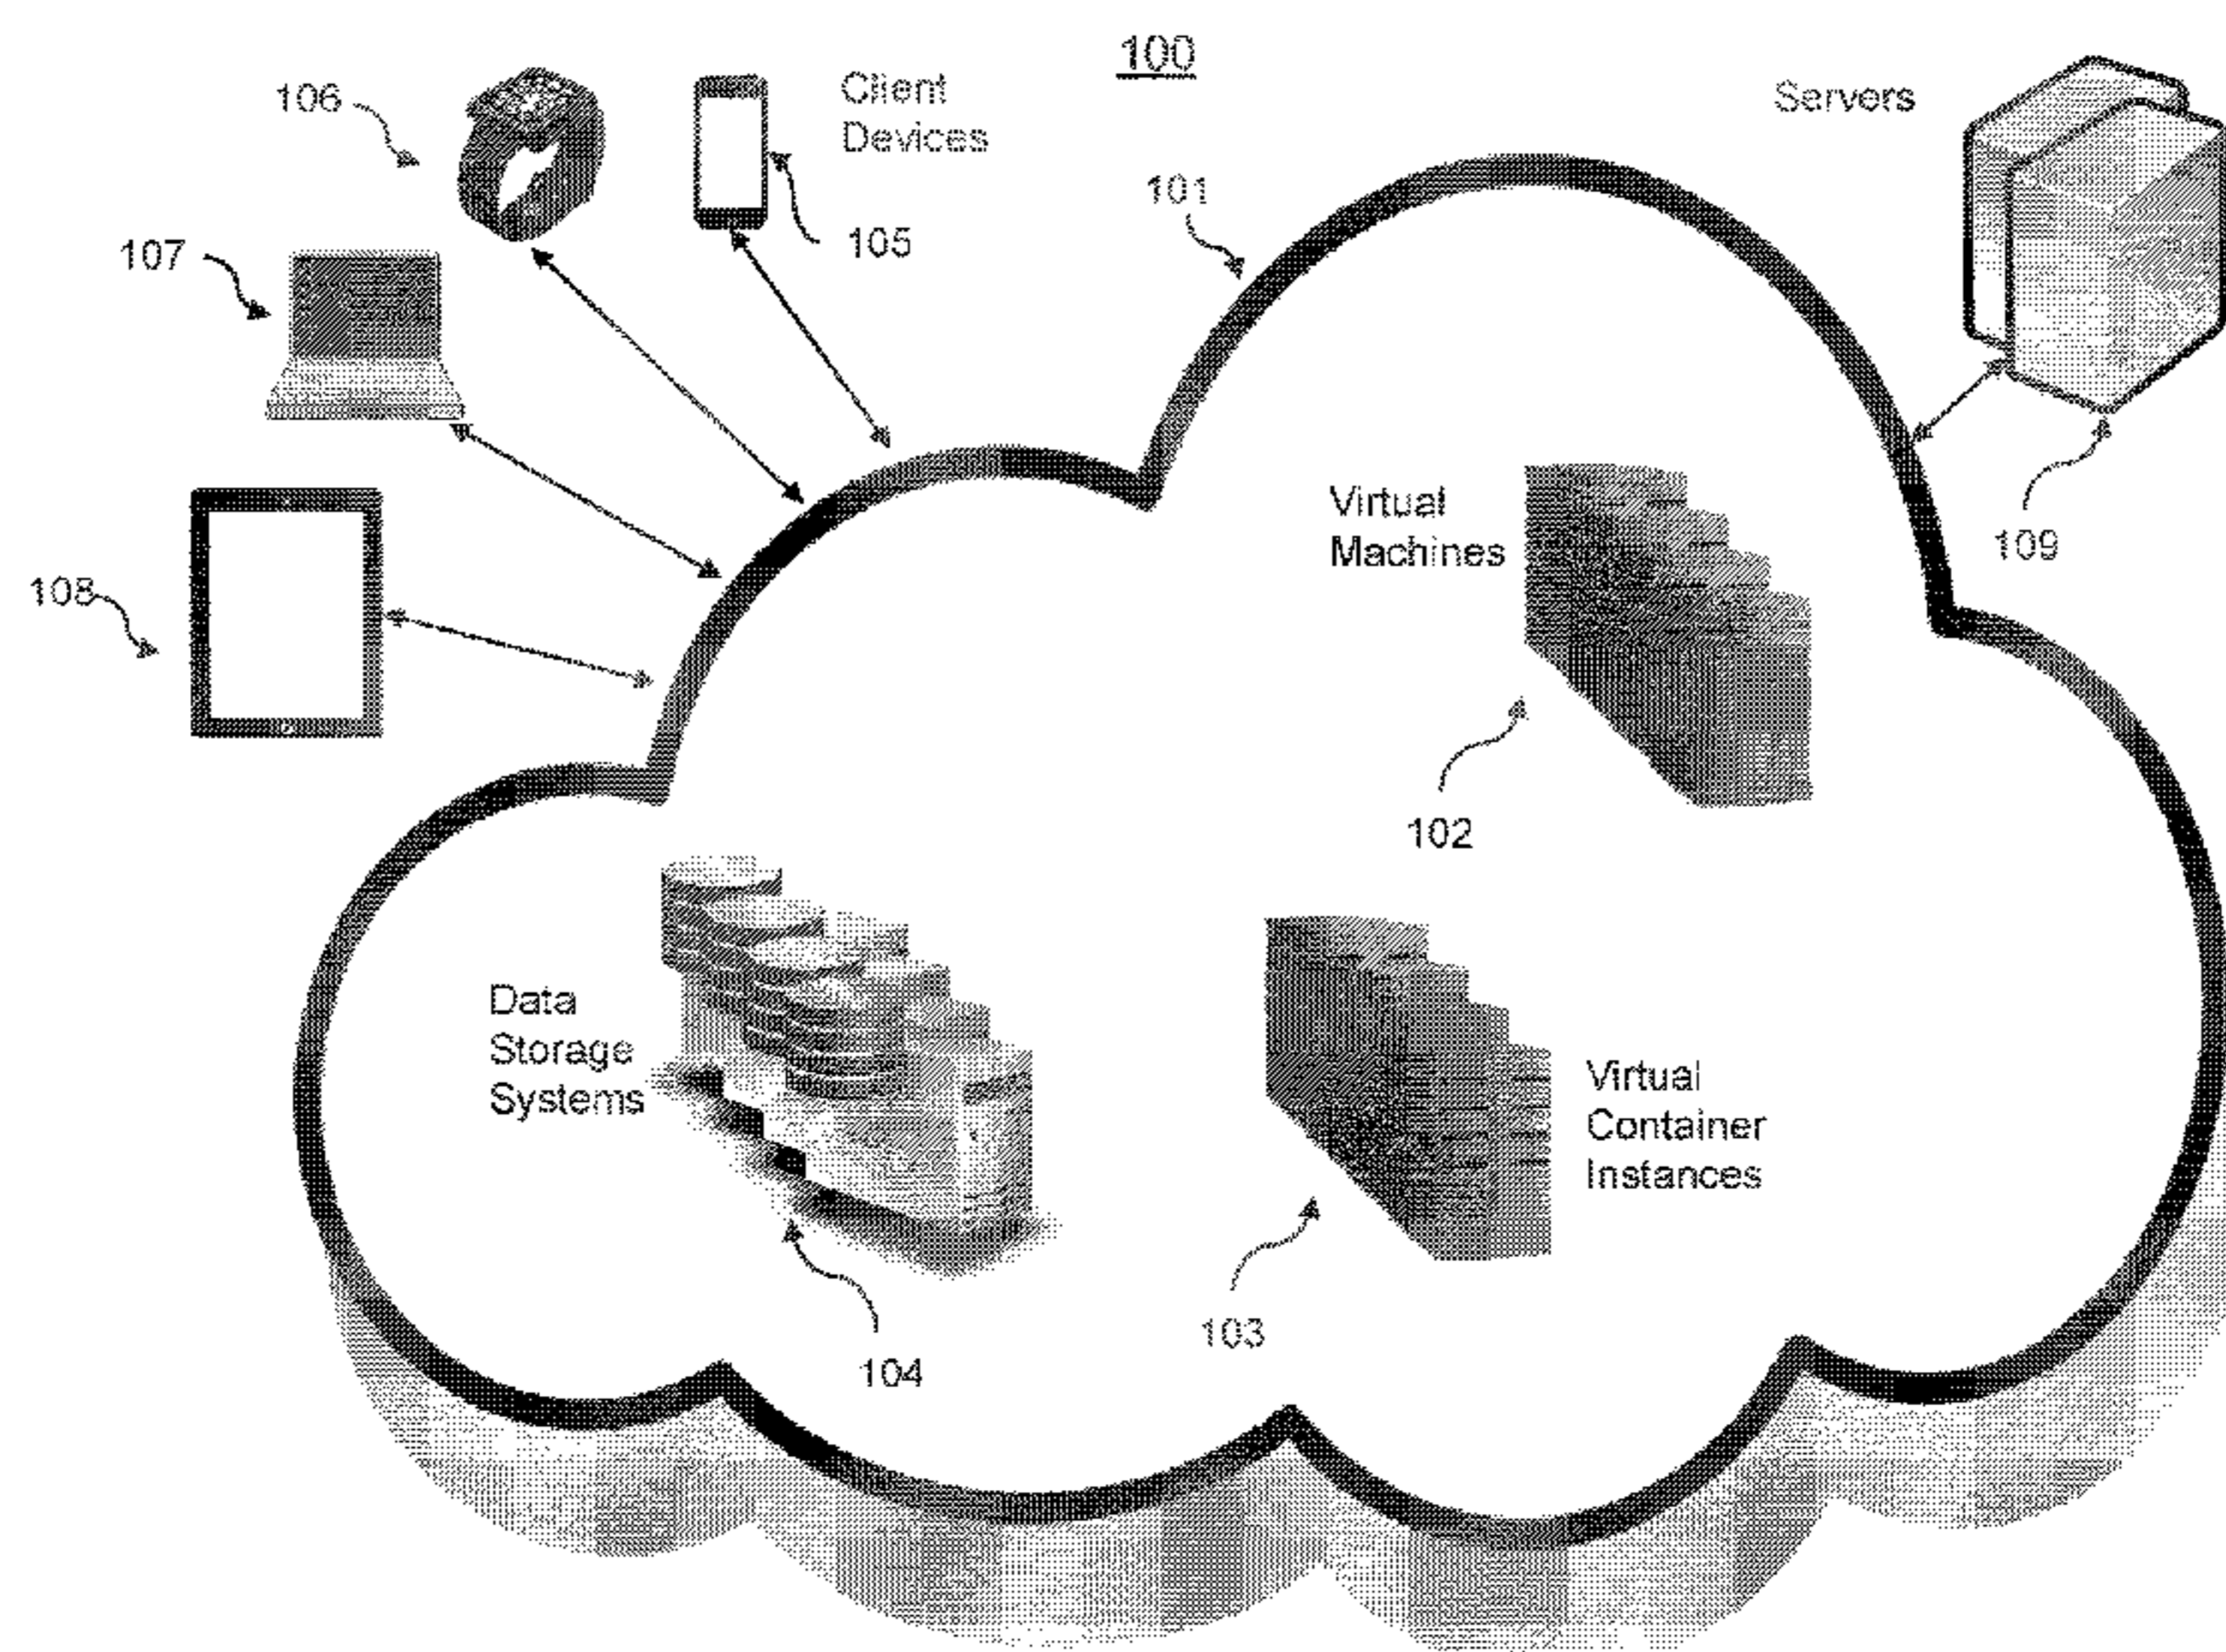 100
106
Client
Devices
Servers
101
105
107
Virtual
Machines
109
108
102
Data
Storage
Systems
Virtual
Container
Instances
103
104